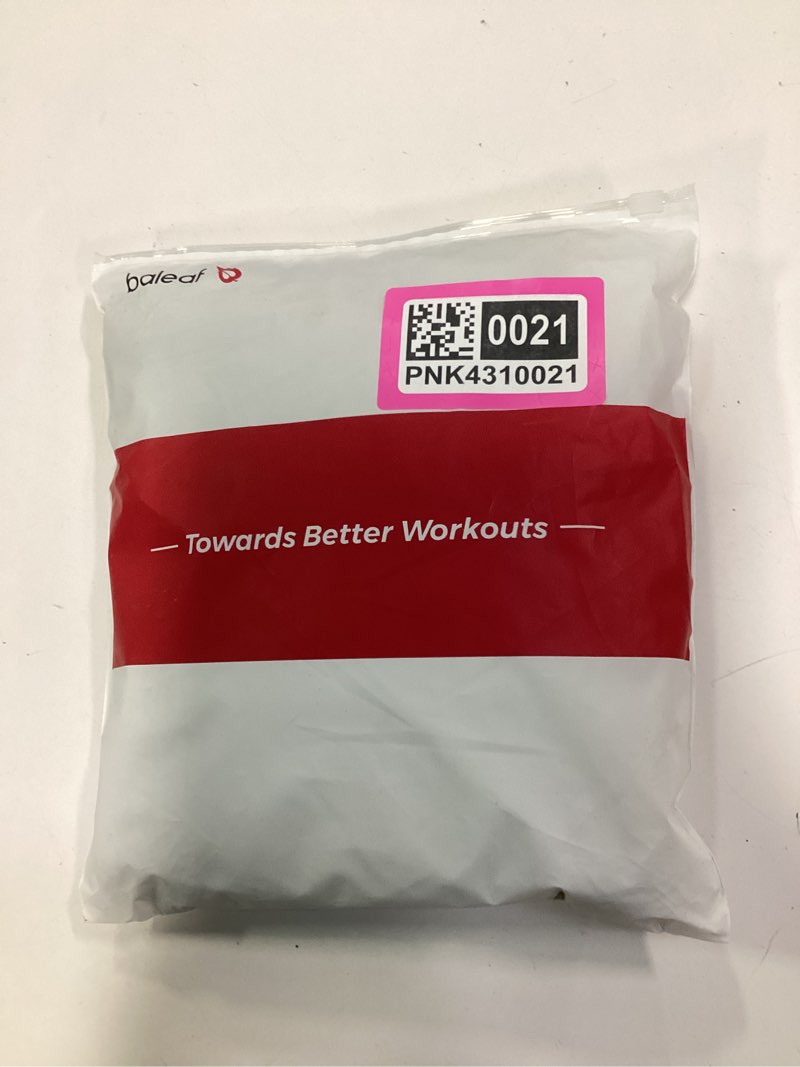 baleaf
0021
PNK4310021
— Towards Better Workouts —